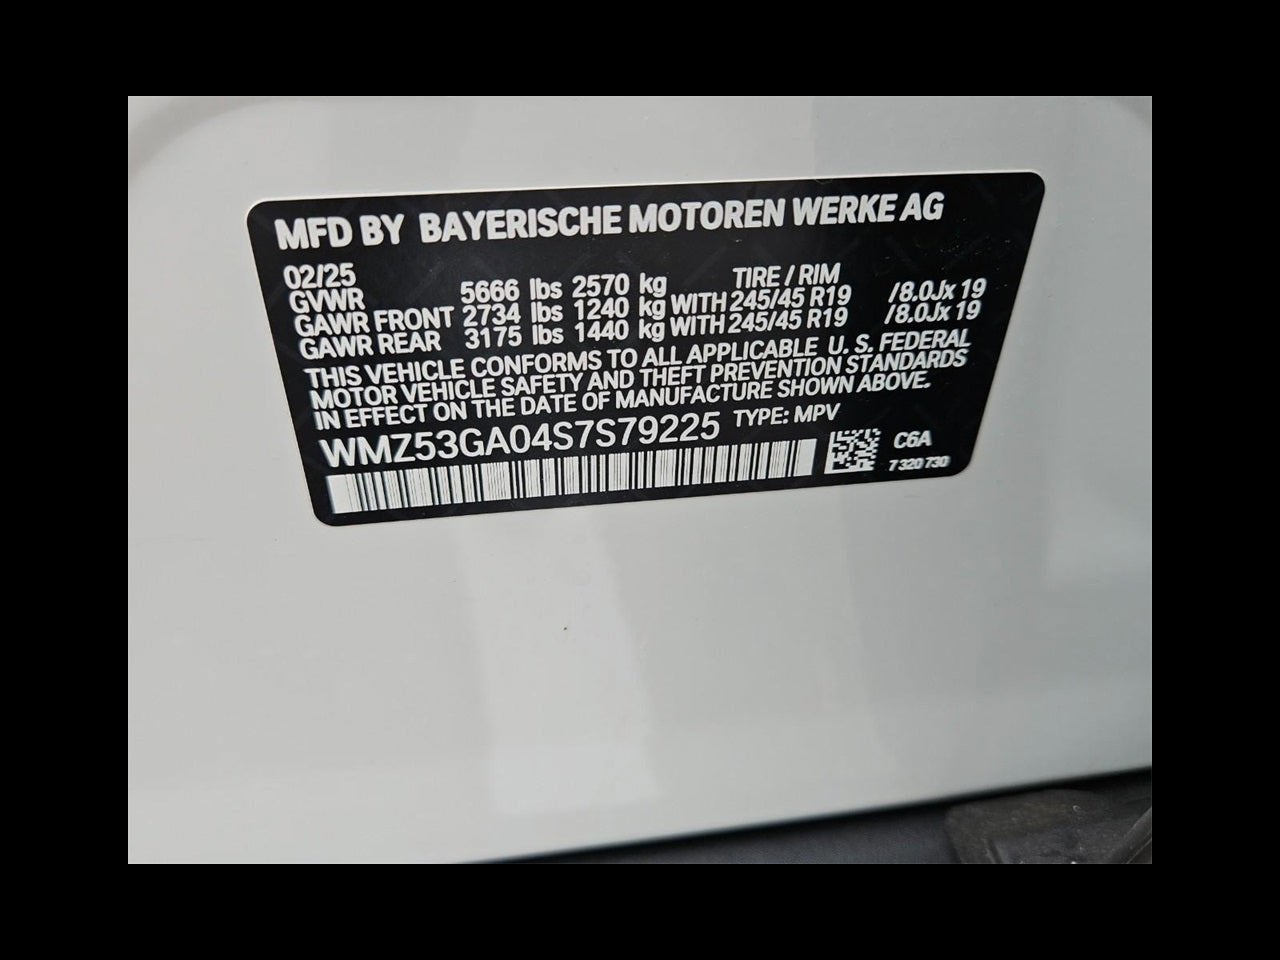 MFD BY BAYERISCHE MOTOREN WERKE AG
02/25 TIRE / RIM
GVWR 5666 lbs 2570 kg
GAWR FRONT 2734 lbs 1240 kg WITH 245/45 R19 /8.0Jx 19
GAWR REAR 3175 lbs 1440 kg WITH 245/45 R19 /8.0Jx 19
THIS VEHICLE CONFORMS TO ALL APPLICABLE U. S. FEDERAL
MOTOR VEHICLE SAFETY AND THEFT PREVENTION STANDARDS
IN EFFECT ON THE DATE OF MANUFACTURE SHOWN ABOVE.
WMZ53GA04S7S79225 TYPE: MPV
C6A
7 320 730